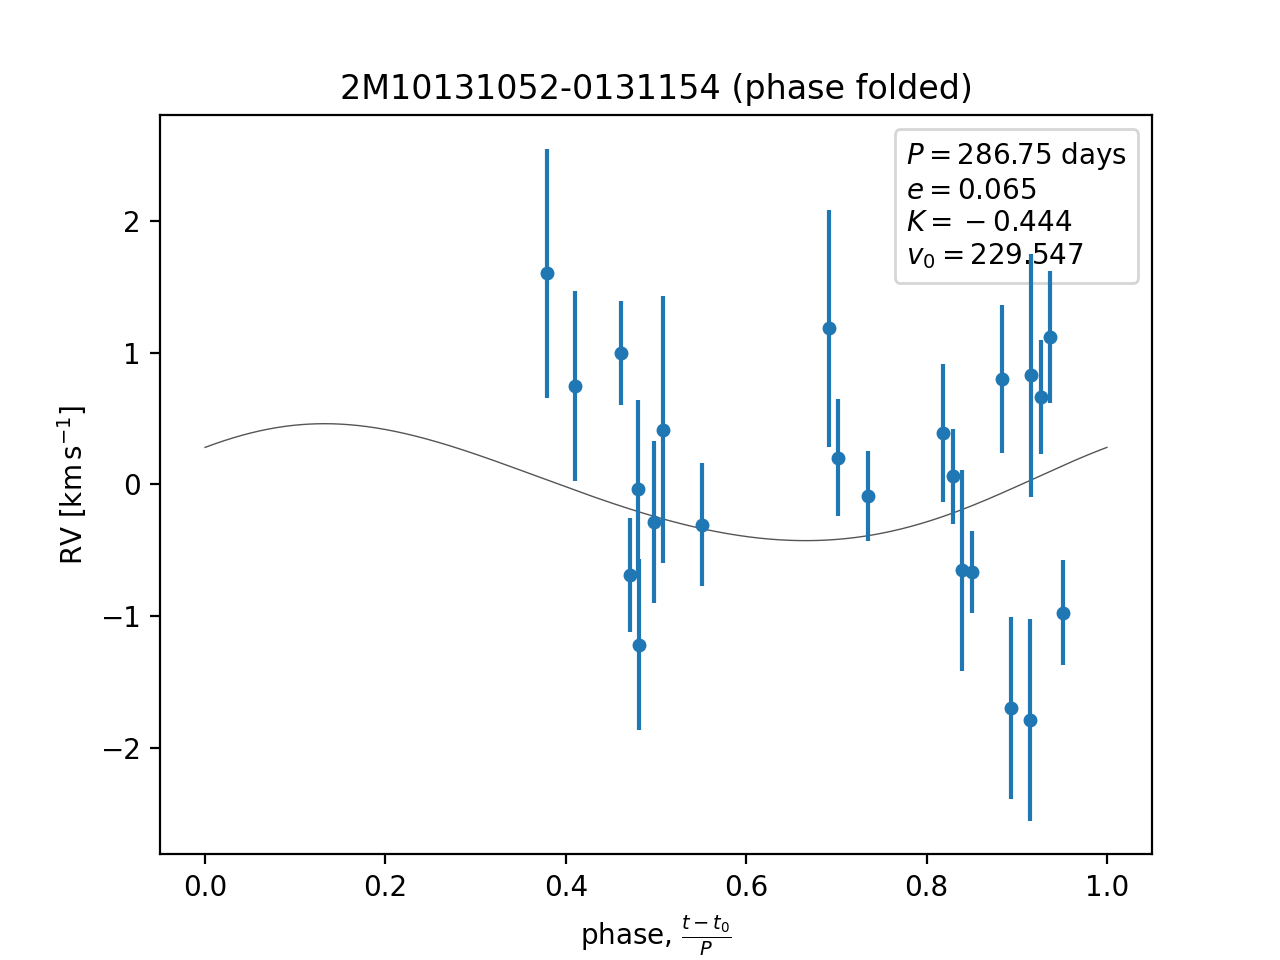 2M10131052-0131154 (phase folded)
P = 286.75 days
e = 0.065
K = −0.444
v₀ = 229.547
2
1
0
−1
−2
RV [km s⁻¹]
0.0 0.2 0.4 0.6 0.8 1.0
phase, (t − t₀)/P